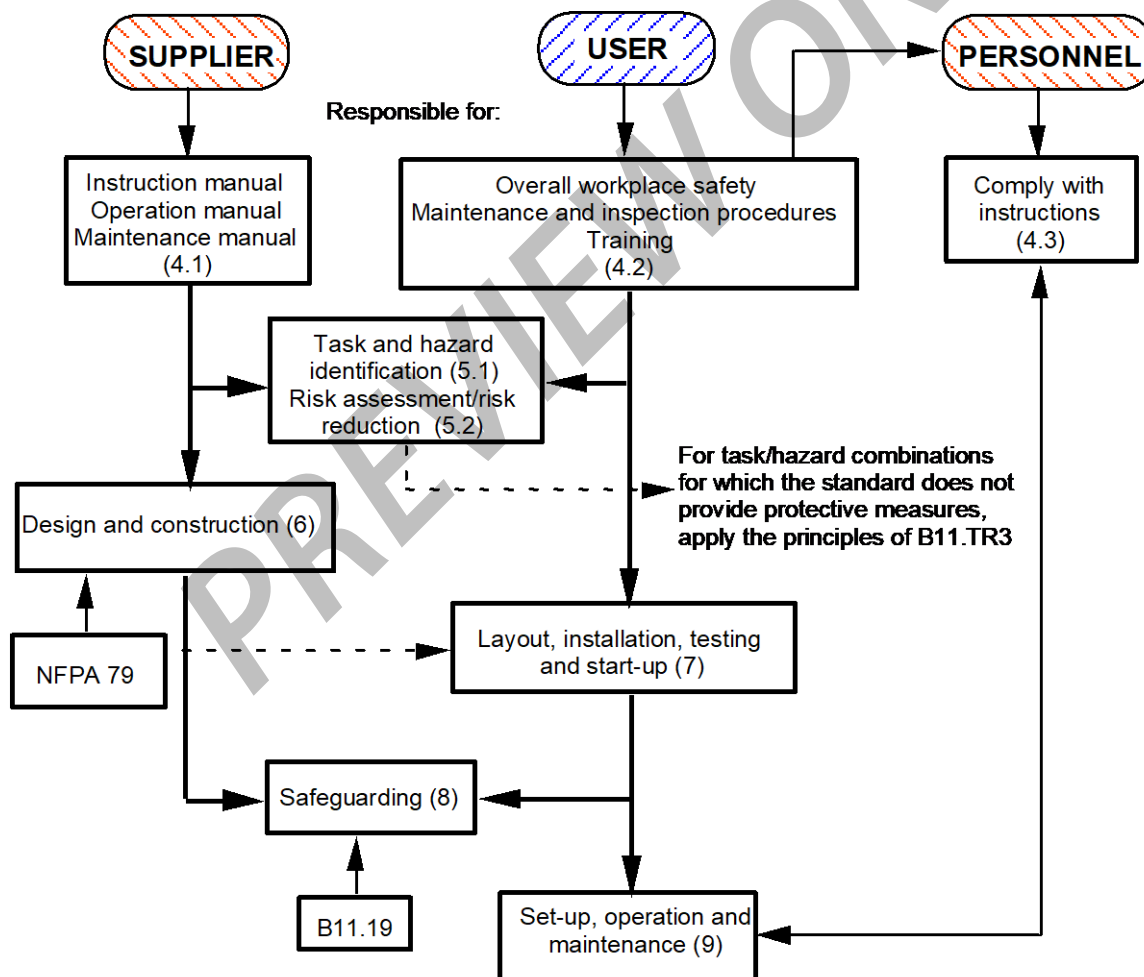 SUPPLIER
USER
PERSONNEL
Responsible for:
Instruction manual
Operation manual
Maintenance manual
(4.1)
Overall workplace safety
Maintenance and inspection procedures
Training
(4.2)
Comply with
instructions
(4.3)
Task and hazard
identification (5.1)
Risk assessment/risk
reduction (5.2)
For task/hazard combinations
for which the standard does not
provide protective measures,
apply the principles of B11.TR3
Design and construction (6)
NFPA 79
Layout, installation, testing
and start-up (7)
Safeguarding (8)
B11.19
Set-up, operation and
maintenance (9)
PREVIEW